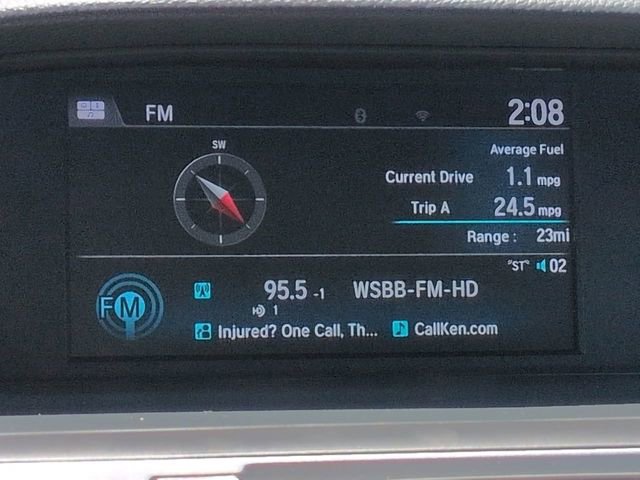 FM 2:08
SW
Average Fuel
Current Drive 1.1 mpg
Trip A 24.5 mpg
Range : 23mi
"ST" 02
FM 95.5 -1 WSBB-FM-HD
1
Injured? One Call, Th... CallKen.com